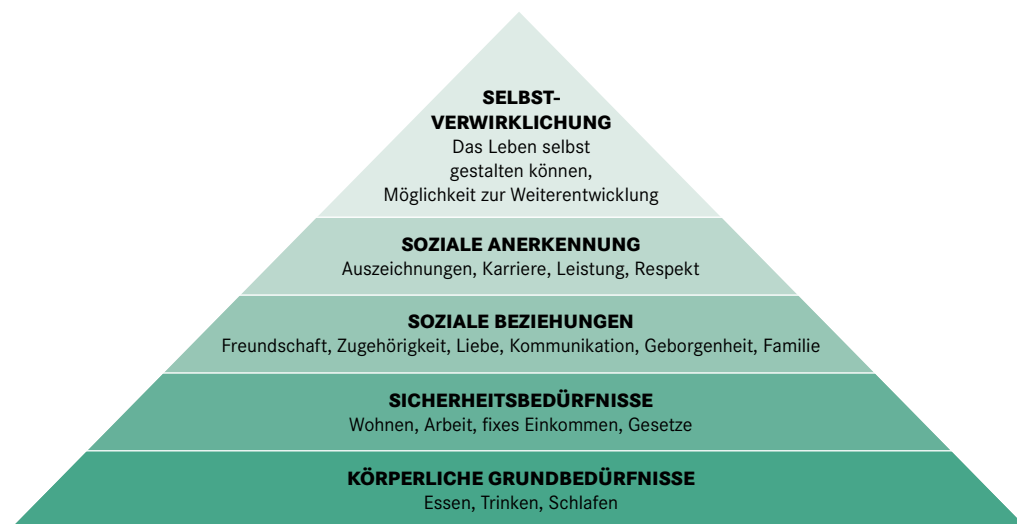 SELBST-
VERWIRKLICHUNG
Das Leben selbst
gestalten können,
Möglichkeit zur Weiterentwicklung
SOZIALE ANERKENNUNG
Auszeichnungen, Karriere, Leistung, Respekt
SOZIALE BEZIEHUNGEN
Freundschaft, Zugehörigkeit, Liebe, Kommunikation, Geborgenheit, Familie
SICHERHEITSBEDÜRFNISSE
Wohnen, Arbeit, fixes Einkommen, Gesetze
KÖRPERLICHE GRUNDBEDÜRFNISSE
Essen, Trinken, Schlafen